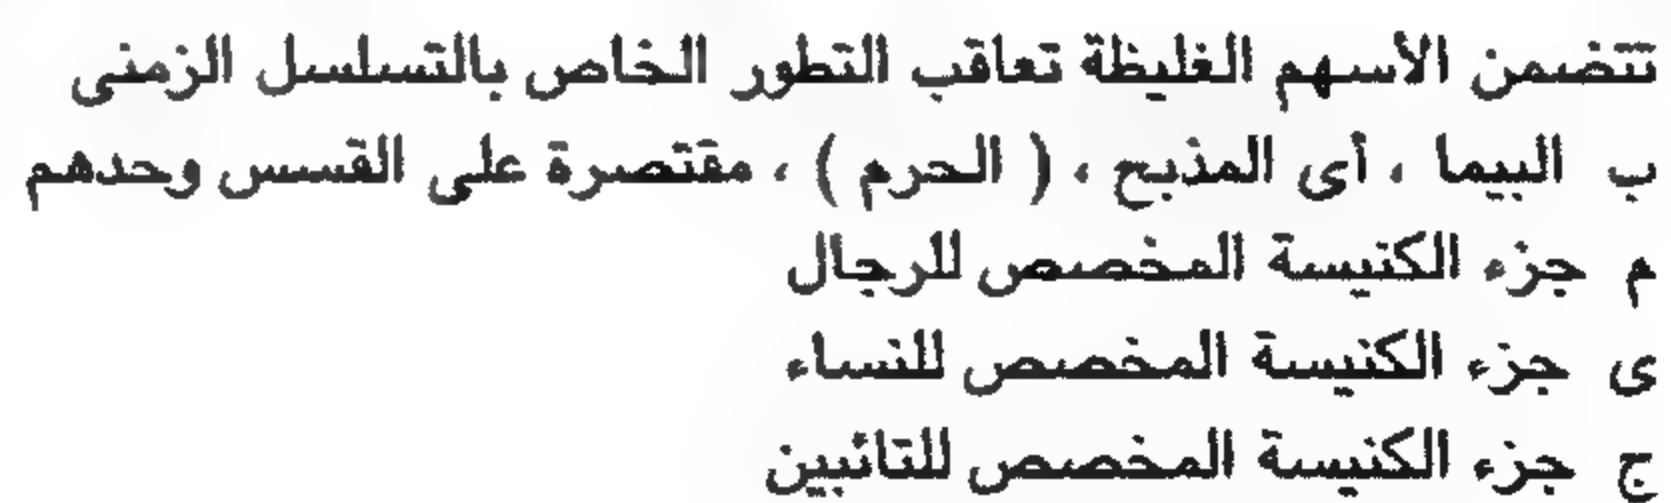 تتضمن الأسهم الغليظة تعاقب التطور الخاص بالتسلسل الزمنى
ب البيما ، أى المذبح ، ( الحرم ) ، مقتصرة على القسس وحدهم
م جزء الكنيسة المخصص للرجال
ى جزء الكنيسة المخصص للنساء
ج جزء الكنيسة المخصص للتائبين